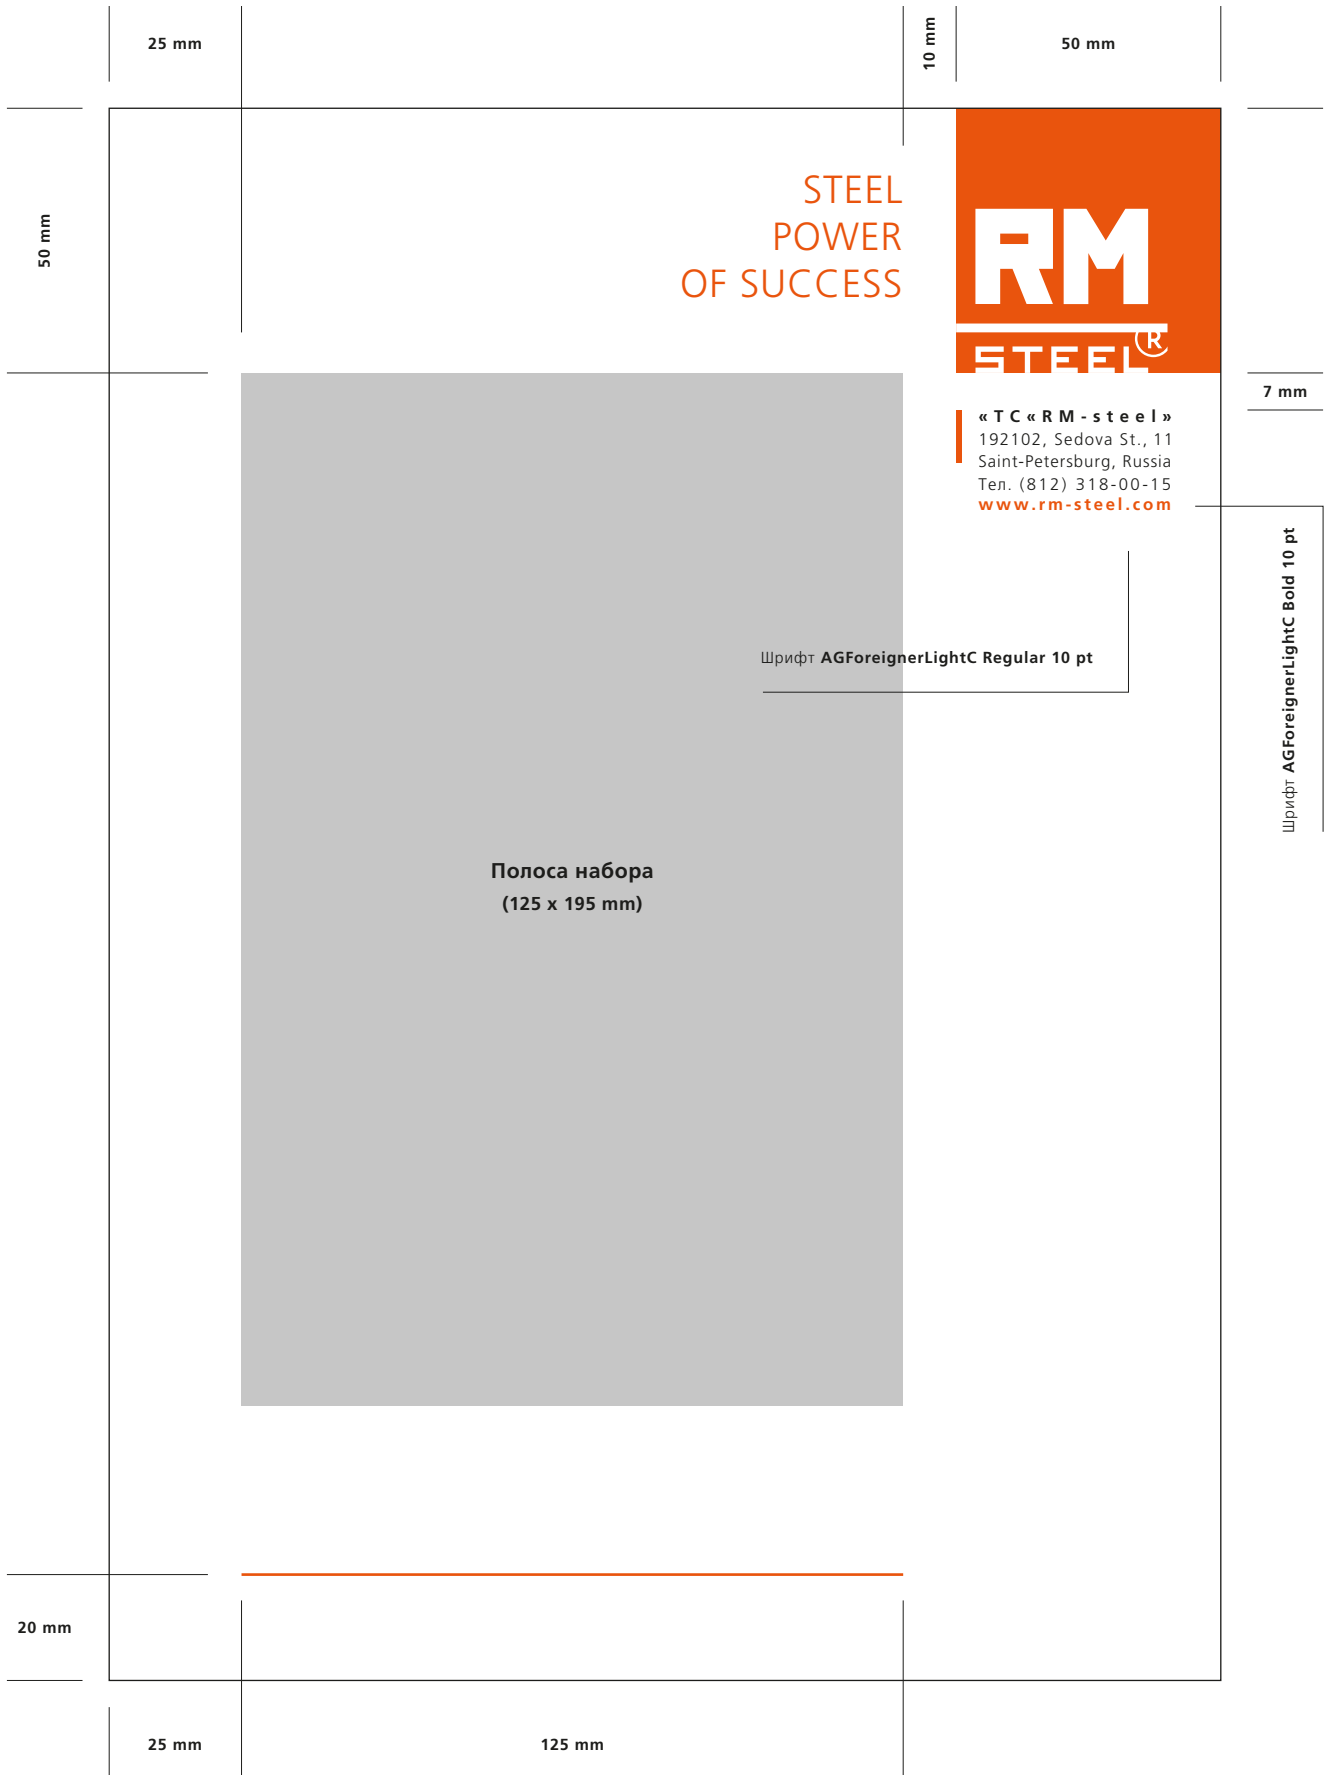 25 mm
10 mm
50 mm
50 mm
STEEL
POWER
OF SUCCESS
RM
STEEL®
7 mm
«ТС«RM-steel»
192102, Sedova St., 11
Saint-Petersburg, Russia
Тел. (812) 318-00-15
www.rm-steel.com
Шрифт AGForeignerLightC Bold 10 pt
Шрифт AGForeignerLightC Regular 10 pt
Полоса набора
(125 x 195 mm)
20 mm
25 mm
125 mm